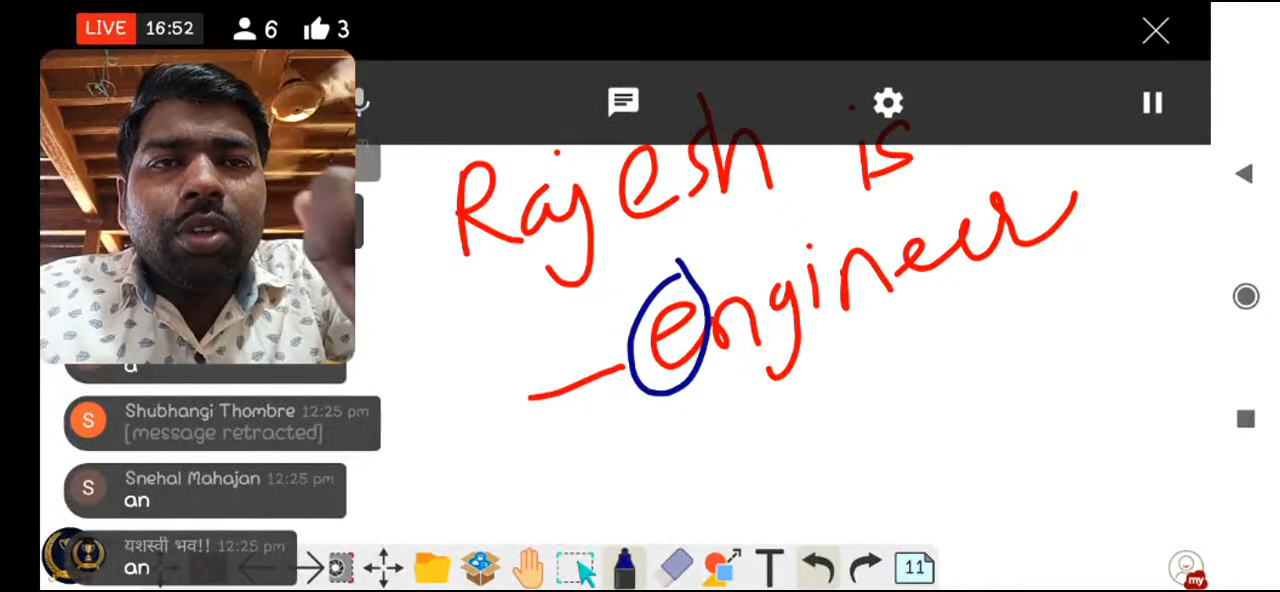 LIVE 16:52 6 3
Rajesh is
_ engineer
a
Shubhangi Thombre 12:25 pm
[message retracted]
S
Snehal Mahajan 12:25 pm
S
an
यशस्वी भव!! 12:25 pm
an
T
11
my